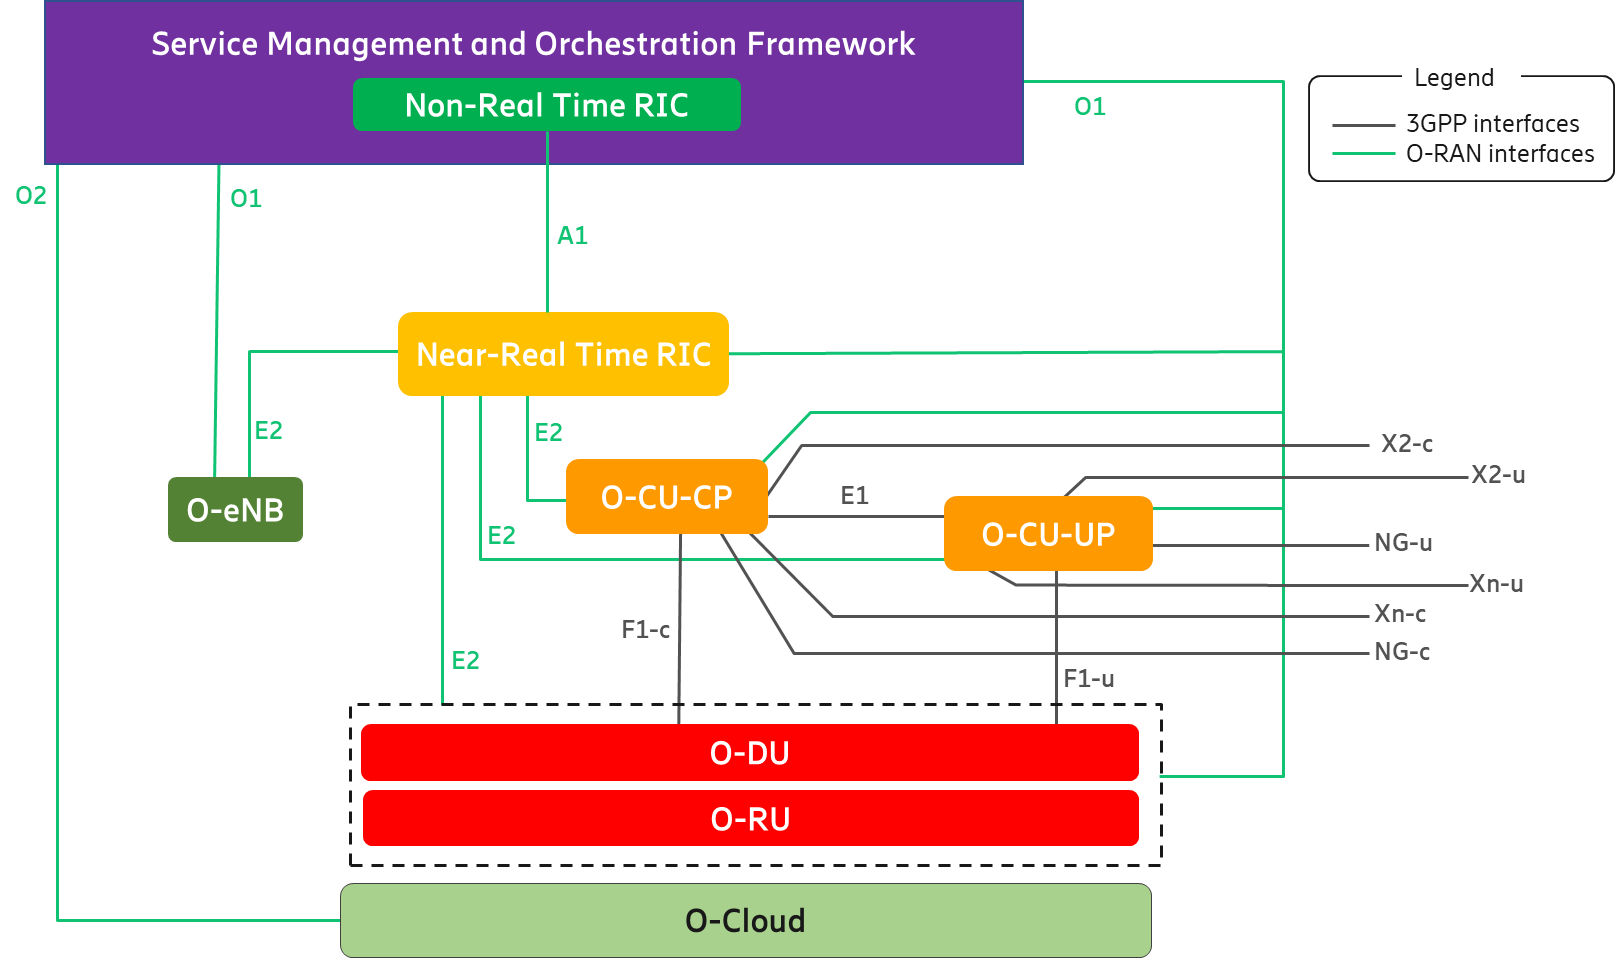 Service Management and Orchestration Framework
Non-Real Time RIC
O1
Legend
3GPP interfaces
O-RAN interfaces
O2
O1
A1
Near-Real Time RIC
E2
E2
X2-c
X2-u
O-CU-CP
E1
O-eNB
O-CU-UP
E2
NG-u
Xn-u
Xn-c
F1-c
NG-c
E2
F1-u
O-DU
O-RU
O-Cloud